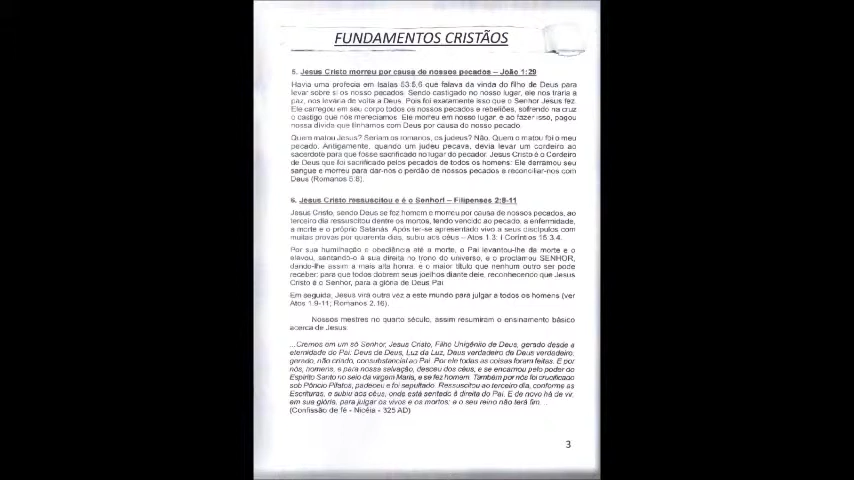 FUNDAMENTOS CRISTÃOS
5. Jesus Cristo morreu por causa de nossos pecados – João 1:29
Havia uma profecia em Isaías 53:5,6 que falava da vinda do filho de Deus para
levar sobre si os nosso pecados. Sendo castigado no nosso lugar, ele nos traria a
paz, nos levaria de volta a Deus. Pois foi exatamente isso que o Senhor Jesus fez.
Ele carregou em seu corpo todos os nossos pecados e rebeliões, sofrendo na cruz
o castigo que nós merecíamos. Ele morreu em nosso lugar, e ao fazer isso, pagou
nossa dívida que tínhamos com Deus por causa do nosso pecado.
Quem matou Jesus? Seriam os romanos, os judeus? Não. Quem o matou foi o meu
pecado. Antigamente, quando um judeu pecava, devia levar um cordeiro ao
sacerdote para que fosse sacrificado no lugar do pecador. Jesus Cristo é o Cordeiro
de Deus que foi sacrificado pelos pecados de todos os homens: Ele derramou seu
sangue e morreu para dar-nos o perdão de nossos pecados e reconciliar-nos com
Deus (Romanos 5:8).
6. Jesus Cristo ressuscitou e é o Senhor! – Filipenses 2:8-11
Jesus Cristo, sendo Deus se fez homem e morreu por causa de nossos pecados, ao
terceiro dia ressuscitou dentre os mortos, tendo vencido ao pecado, a enfermidade,
a morte e o próprio Satanás. Após ter-se apresentado vivo a seus discípulos com
muitas provas por quarenta dias, subiu aos céus – Atos 1.3; I Coríntios 15.3,4.
Por sua humilhação e obediência até a morte, o Pai levantou-lhe da morte e o
elevou, sentando-o à sua direita no trono do universo, e o proclamou SENHOR,
dando-lhe assim a mais alta honra, e o maior título que nenhum outro ser pode
receber: para que todos dobrem seus joelhos diante dele, reconhecendo que Jesus
Cristo é o Senhor, para a glória de Deus Pai.
Em seguida, Jesus virá outra vez a este mundo para julgar a todos os homens (ver
Atos 1.9-11; Romanos 2.16).
Nossos mestres no quarto século, assim resumiram o ensinamento básico
acerca de Jesus:
...Cremos em um só Senhor, Jesus Cristo, Filho Unigênito de Deus, gerado desde a
eternidade do Pai: Deus de Deus, Luz da Luz, Deus verdadeiro de Deus verdadeiro,
gerado, não criado, consubstancial ao Pai. Por ele todas as coisas foram feitas. E por
nós, homens, e para nossa salvação, desceu dos céus, e se encarnou pelo poder do
Espírito Santo no seio da virgem Maria, e se fez homem. Também por nós foi crucificado
sob Pôncio Pilatos, padeceu e foi sepultado. Ressuscitou ao terceiro dia, conforme as
Escrituras, e subiu aos céus, onde está sentado à direita do Pai. E de novo há de vir,
em sua glória, para julgar os vivos e os mortos; e o seu reino não terá fim...
(Confissão de fé - Nicéia - 325 AD)
3